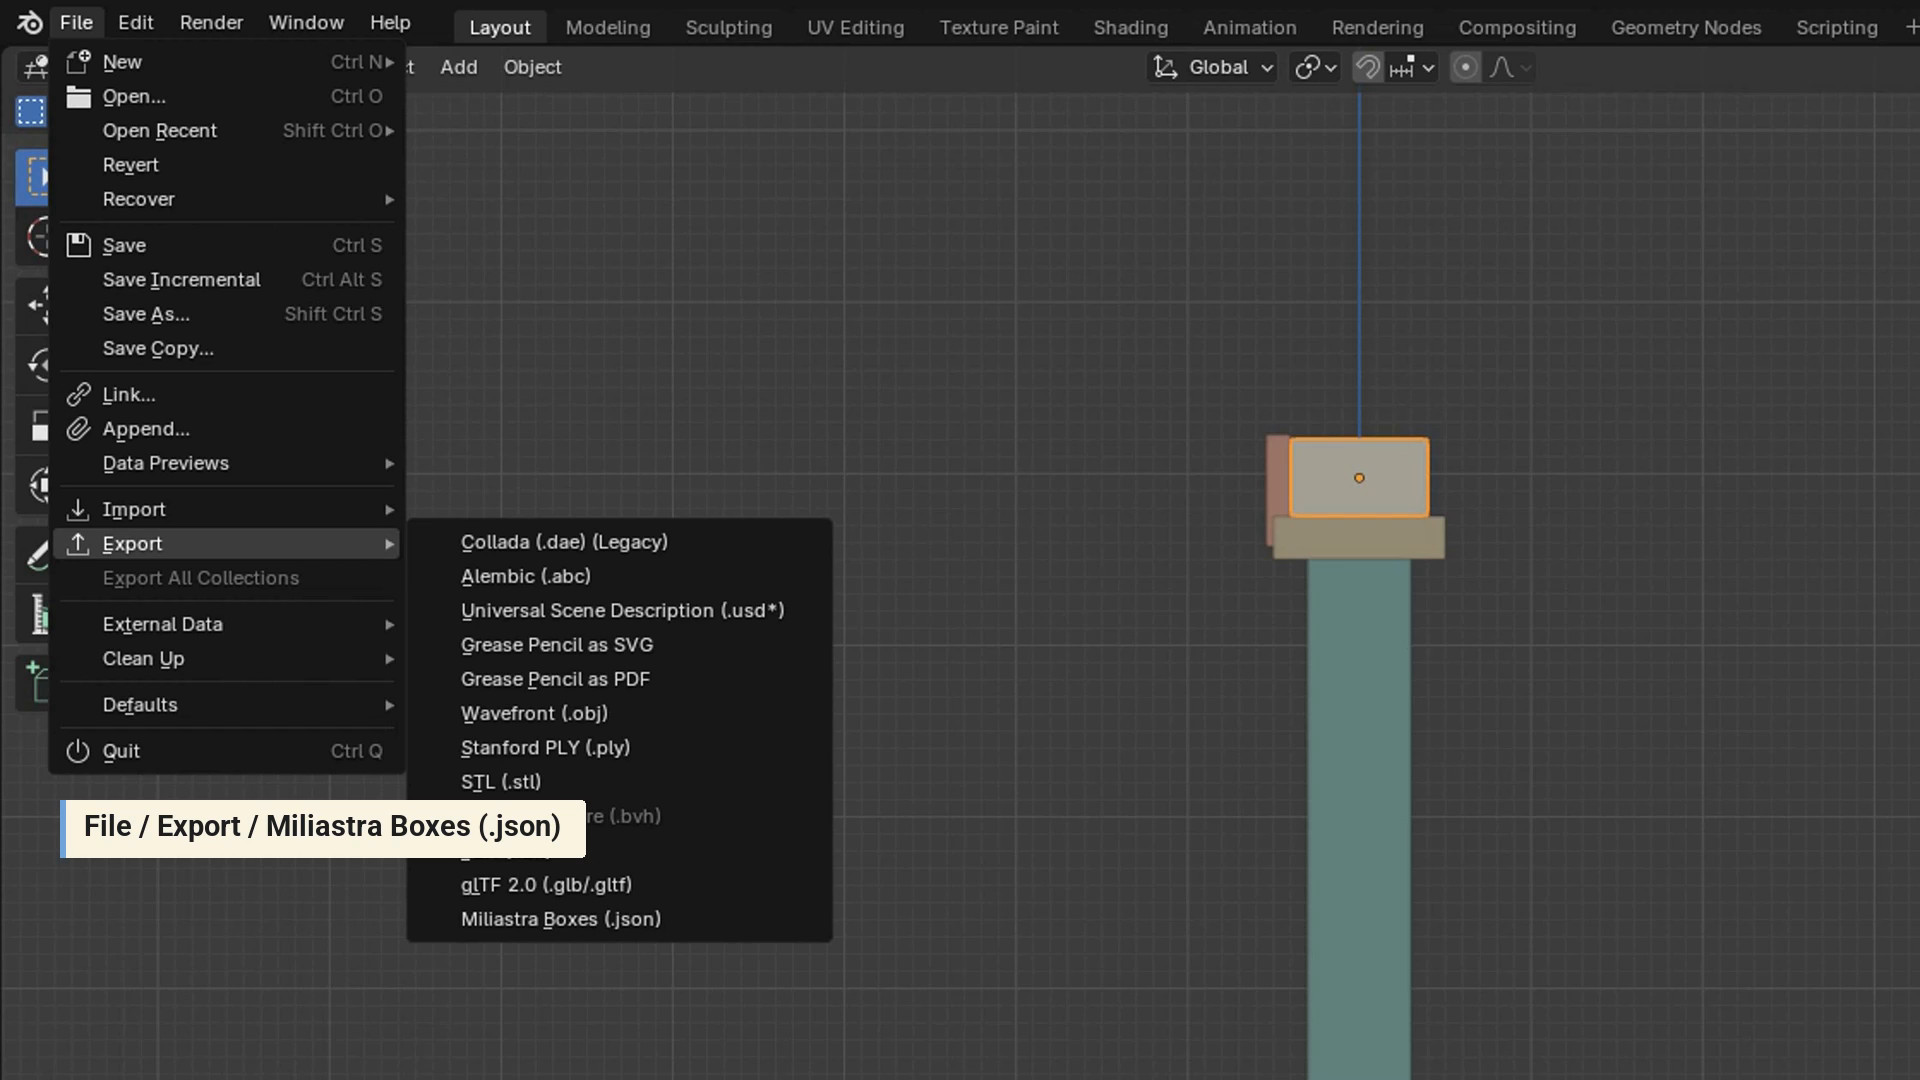 File Edit Render Window Help Layout Modeling Sculpting UV Editing Texture Paint Shading Animation Rendering Compositing Geometry Nodes Scripting +
Add Object Global
New Ctrl N
Open... Ctrl O
Open Recent Shift Ctrl O
Revert
Recover
Save Ctrl S
Save Incremental Ctrl Alt S
Save As... Shift Ctrl S
Save Copy...
Link...
Append...
Data Previews
Import
Export
Export All Collections
External Data
Clean Up
Defaults
Quit Ctrl Q
Collada (.dae) (Legacy)
Alembic (.abc)
Universal Scene Description (.usd*)
Grease Pencil as SVG
Grease Pencil as PDF
Wavefront (.obj)
Stanford PLY (.ply)
STL (.stl)
(.bvh)
glTF 2.0 (.glb/.gltf)
Miliastra Boxes (.json)
File / Export / Miliastra Boxes (.json)